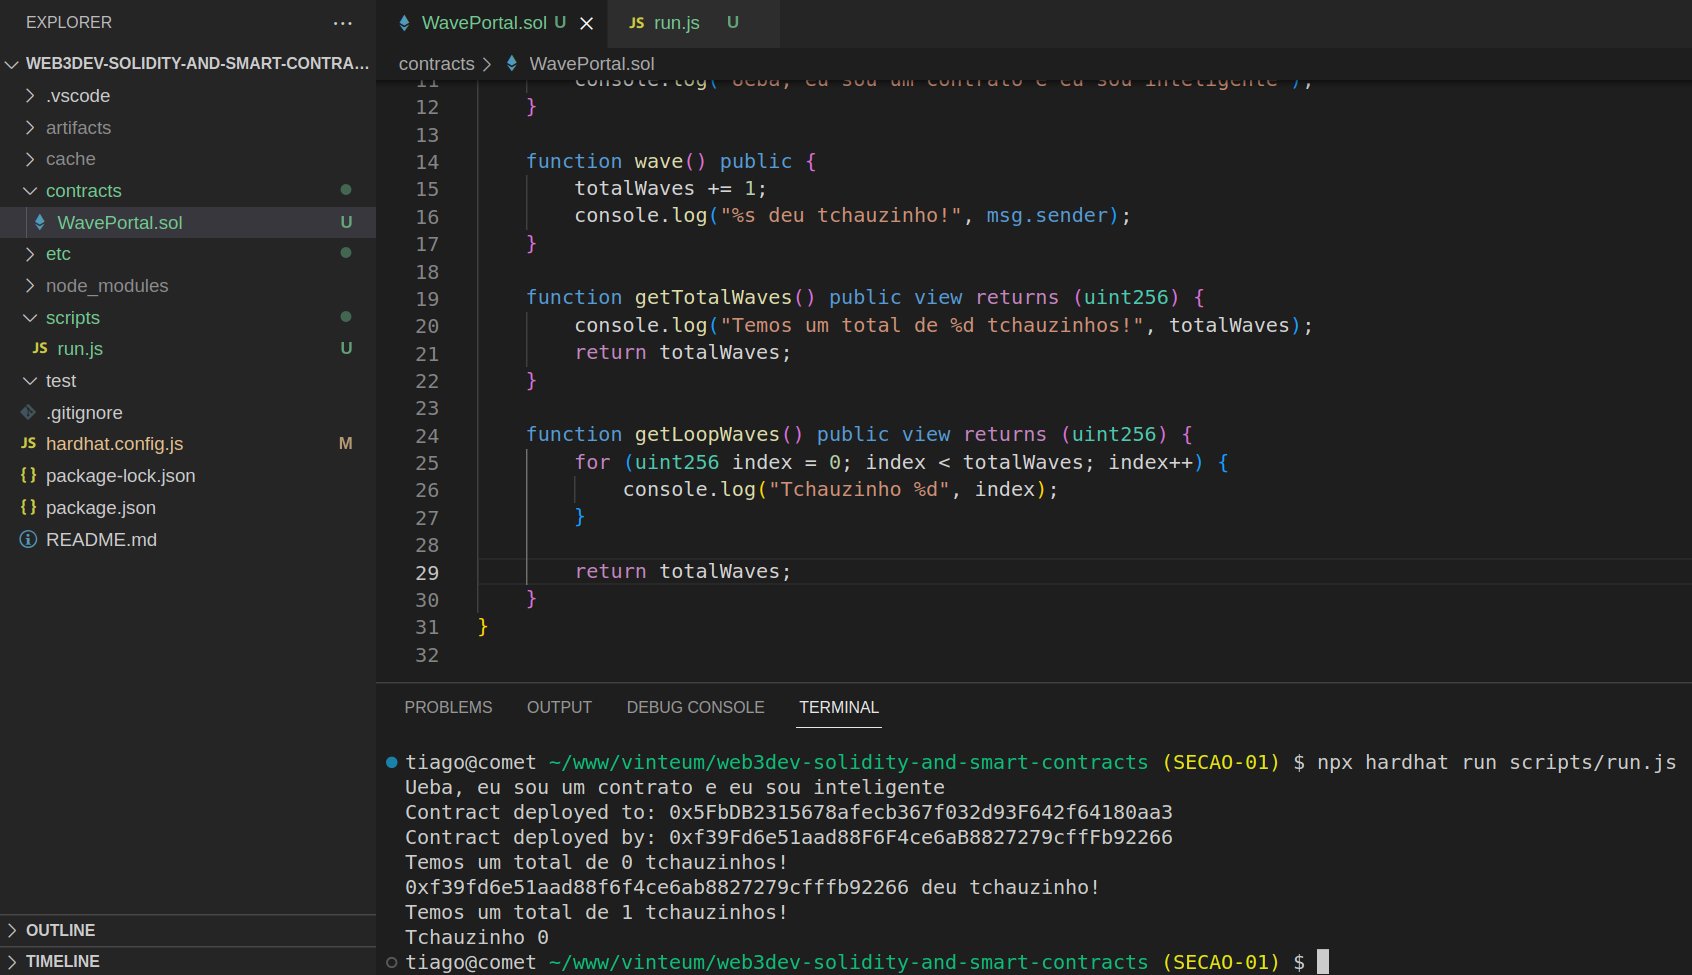 EXPLORER
WEB3DEV-SOLIDITY-AND-SMART-CONTRA...
.vscode
artifacts
cache
contracts
WavePortal.sol U
etc
node_modules
scripts
JS run.js U
test
.gitignore
JS hardhat.config.js M
{} package-lock.json
{} package.json
README.md
OUTLINE
TIMELINE
WavePortal.sol U
JS run.js U
contracts > WavePortal.sol
11 console.log("Ueba, eu sou um contrato e eu sou inteligente");
12 }
13
14 function wave() public {
15 totalWaves += 1;
16 console.log("%s deu tchauzinho!", msg.sender);
17 }
18
19 function getTotalWaves() public view returns (uint256) {
20 console.log("Temos um total de %d tchauzinhos!", totalWaves);
21 return totalWaves;
22 }
23
24 function getLoopWaves() public view returns (uint256) {
25 for (uint256 index = 0; index < totalWaves; index++) {
26 console.log("Tchauzinho %d", index);
27 }
28
29 return totalWaves;
30 }
31 }
32
PROBLEMS OUTPUT DEBUG CONSOLE TERMINAL
tiago@comet ~/www/vinteum/web3dev-solidity-and-smart-contracts (SECAO-01) $ npx hardhat run scripts/run.js
Ueba, eu sou um contrato e eu sou inteligente
Contract deployed to: 0x5FbDB2315678afecb367f032d93F642f64180aa3
Contract deployed by: 0xf39Fd6e51aad88F6F4ce6aB8827279cffFb92266
Temos um total de 0 tchauzinhos!
0xf39fd6e51aad88f6f4ce6ab8827279cfffb92266 deu tchauzinho!
Temos um total de 1 tchauzinhos!
Tchauzinho 0
tiago@comet ~/www/vinteum/web3dev-solidity-and-smart-contracts (SECAO-01) $